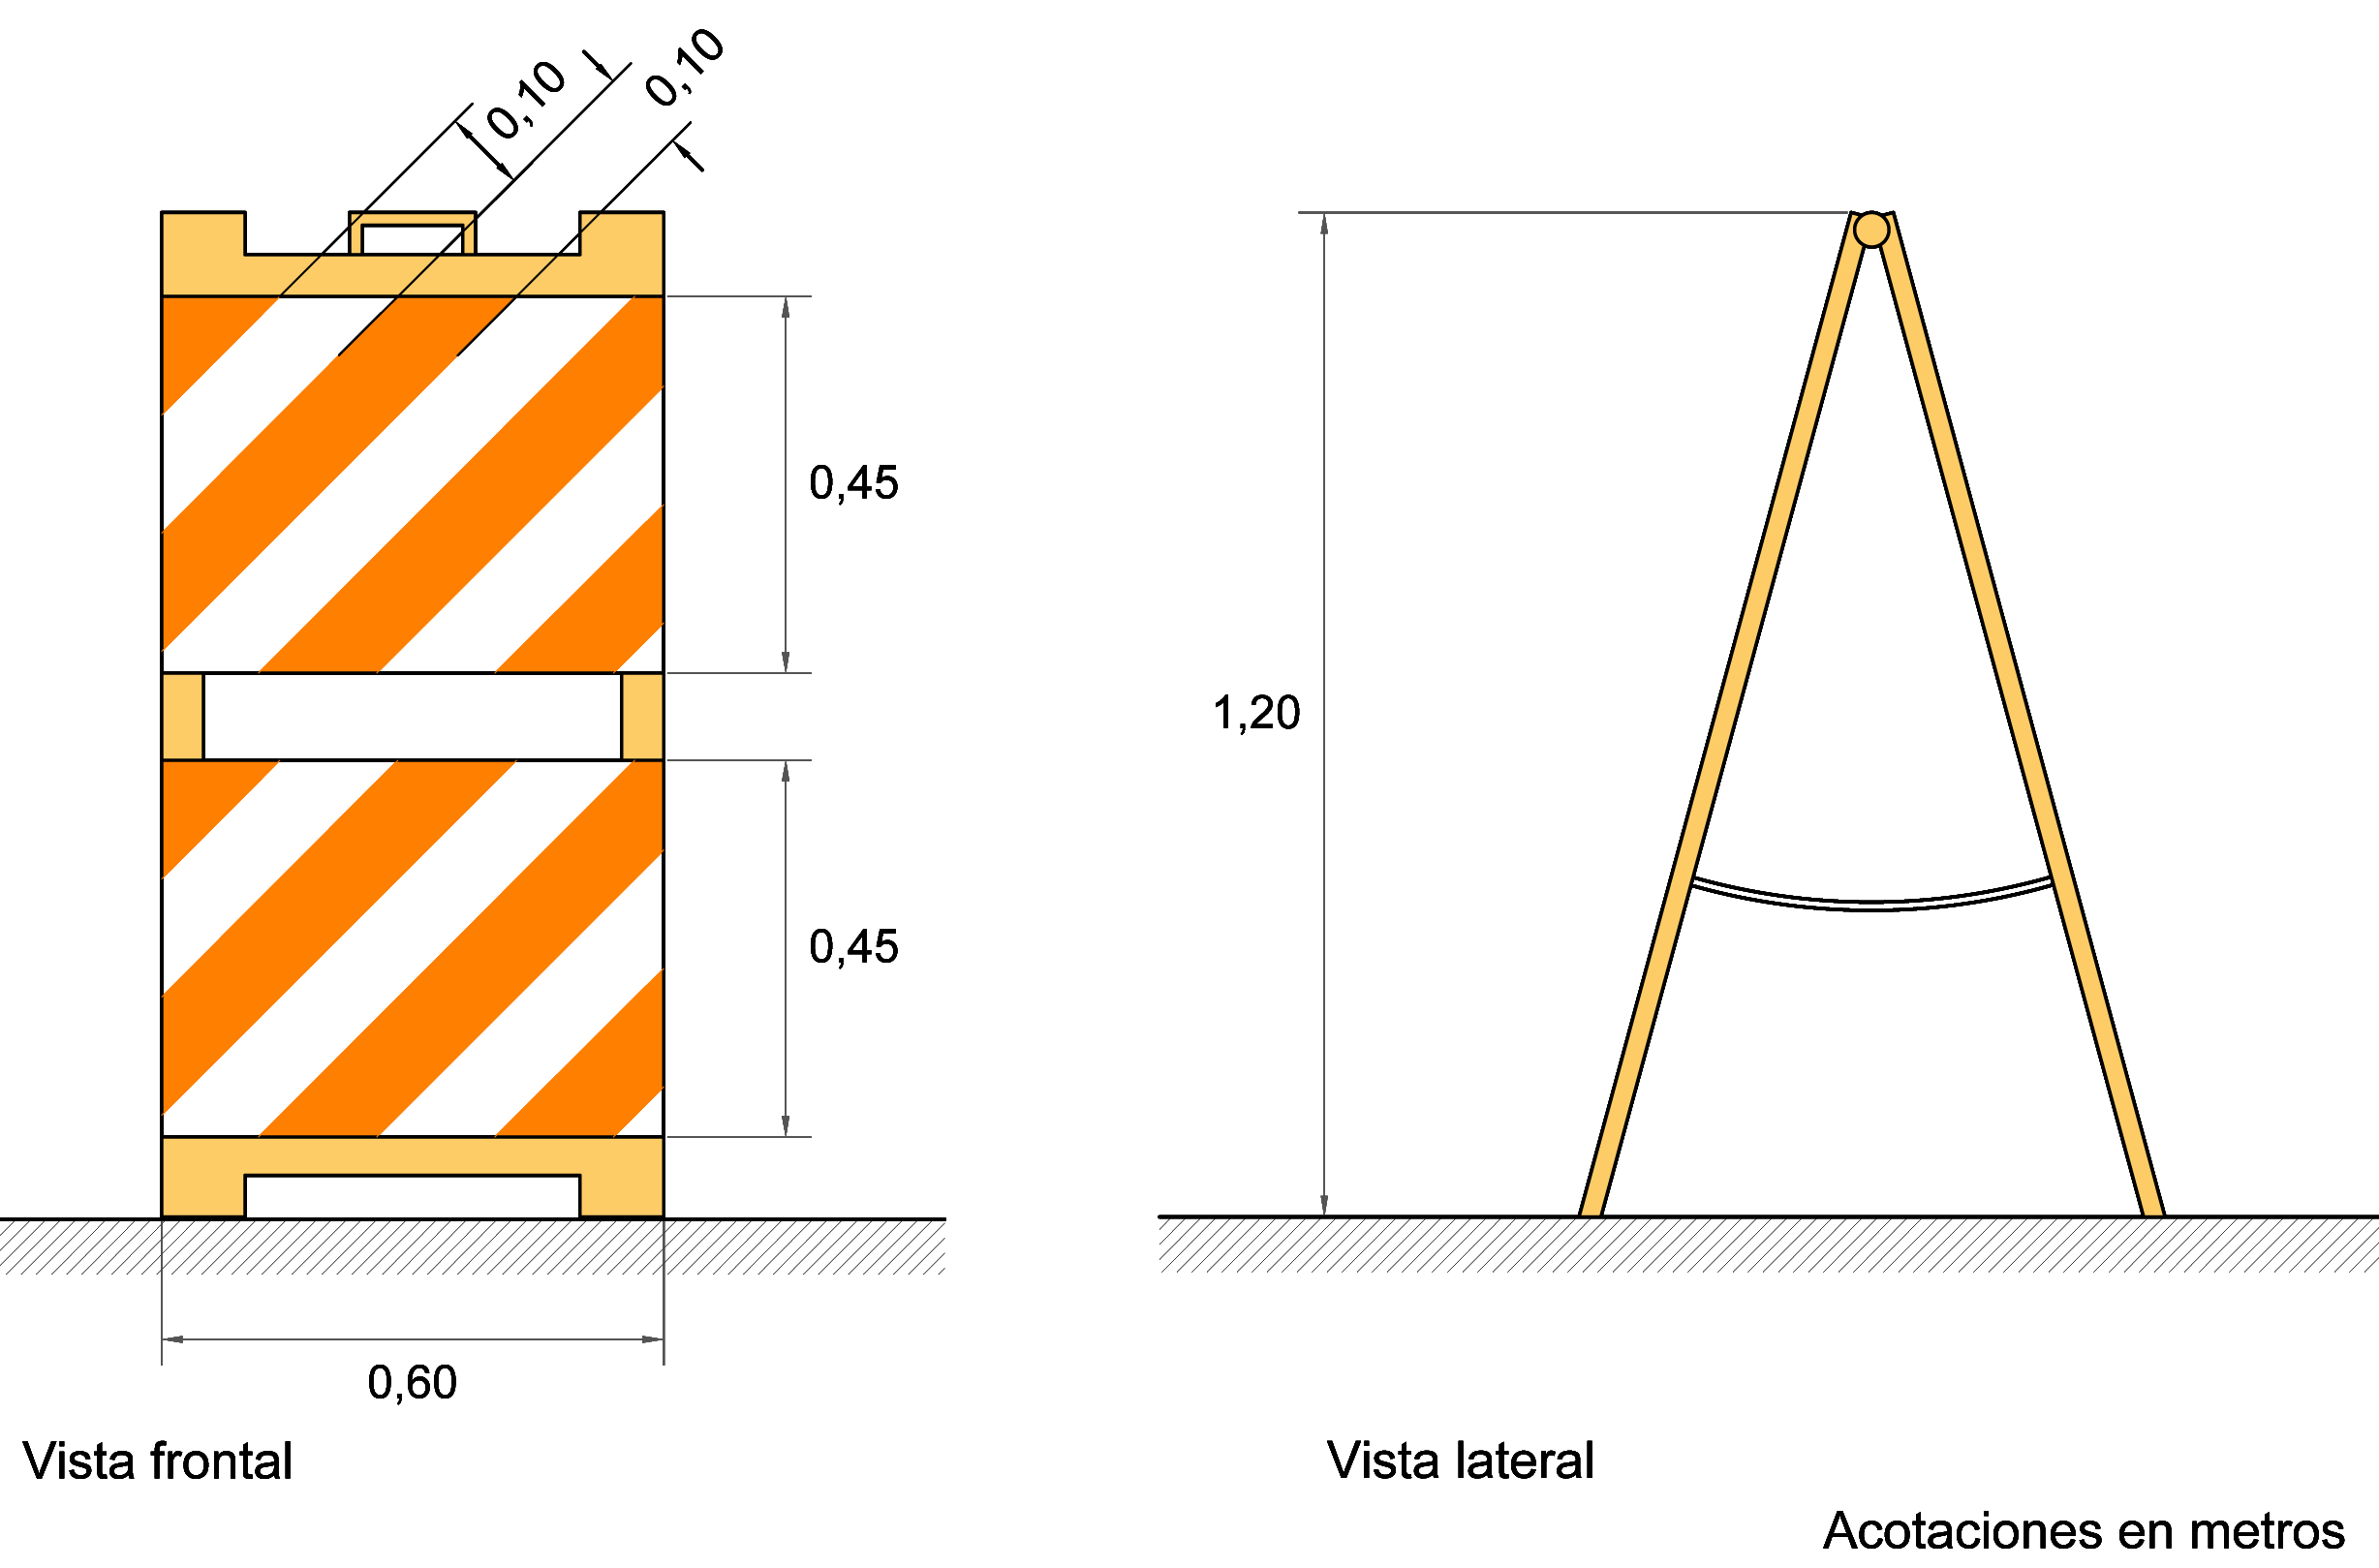 0,10
0,10
0,45
1,20
0,45
0,60
Vista frontal
Vista lateral
Acotaciones en metros